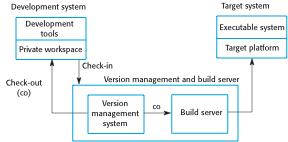 Development system
Target system
Development
tools
Private workspace
Executable system
Target platform
Check-in
Check-out
(co)
Version management and build server
Version
management
system
co
Build server